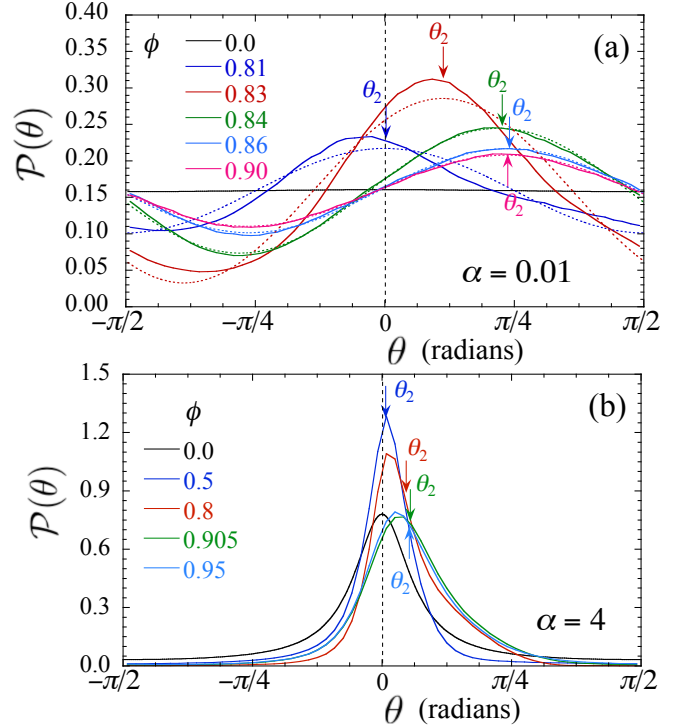 (a)
𝒫(θ)
0.40
0.35
0.30
0.25
0.20
0.15
0.10
0.05
0.00
ϕ
0.0
0.81
0.83
0.84
0.86
0.90
θ₂
θ₂
θ₂
θ₂
θ₂
α = 0.01
−π/2
−π/4
0
π/4
π/2
θ (radians)
(b)
𝒫(θ)
1.5
1.2
0.9
0.6
0.3
0.0
ϕ
0.0
0.5
0.8
0.905
0.95
θ₂
θ₂
θ₂
θ₂
α = 4
−π/2
−π/4
0
π/4
π/2
θ (radians)